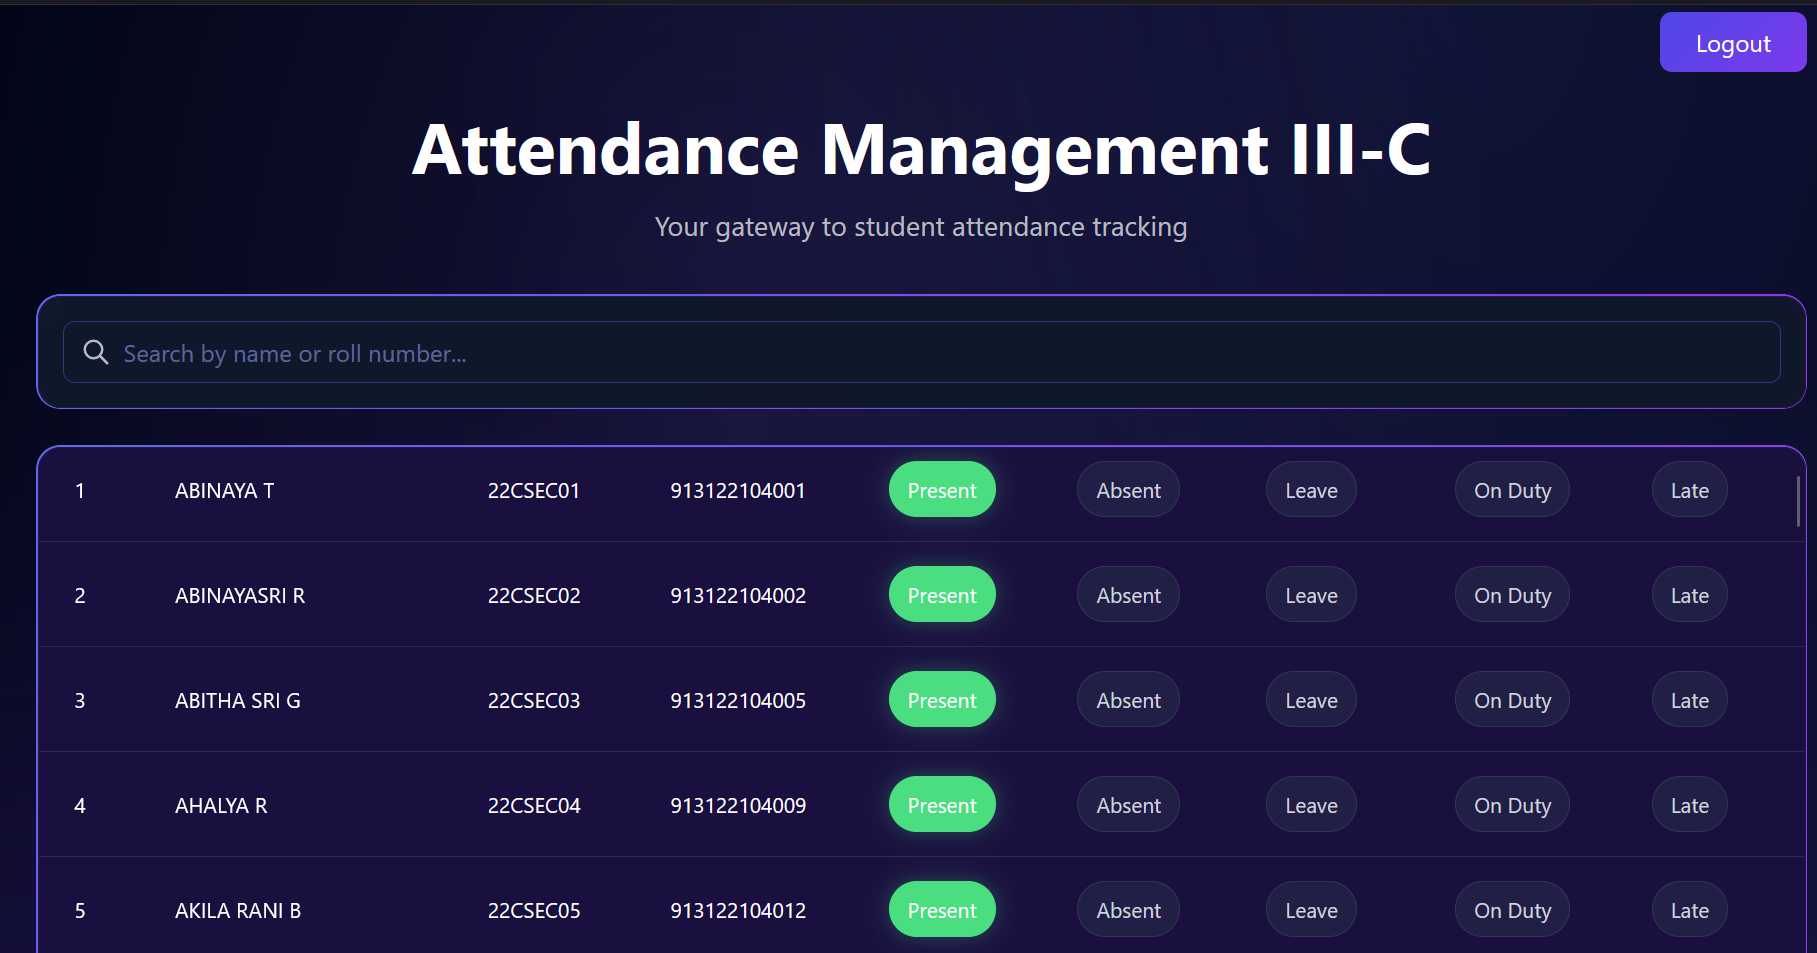 Logout
Attendance Management III-C
Your gateway to student attendance tracking
Search by name or roll number...
1 ABINAYA T 22CSEC01 913122104001 Present Absent Leave On Duty Late
2 ABINAYASRI R 22CSEC02 913122104002 Present Absent Leave On Duty Late
3 ABITHA SRI G 22CSEC03 913122104005 Present Absent Leave On Duty Late
4 AHALYA R 22CSEC04 913122104009 Present Absent Leave On Duty Late
5 AKILA RANI B 22CSEC05 913122104012 Present Absent Leave On Duty Late